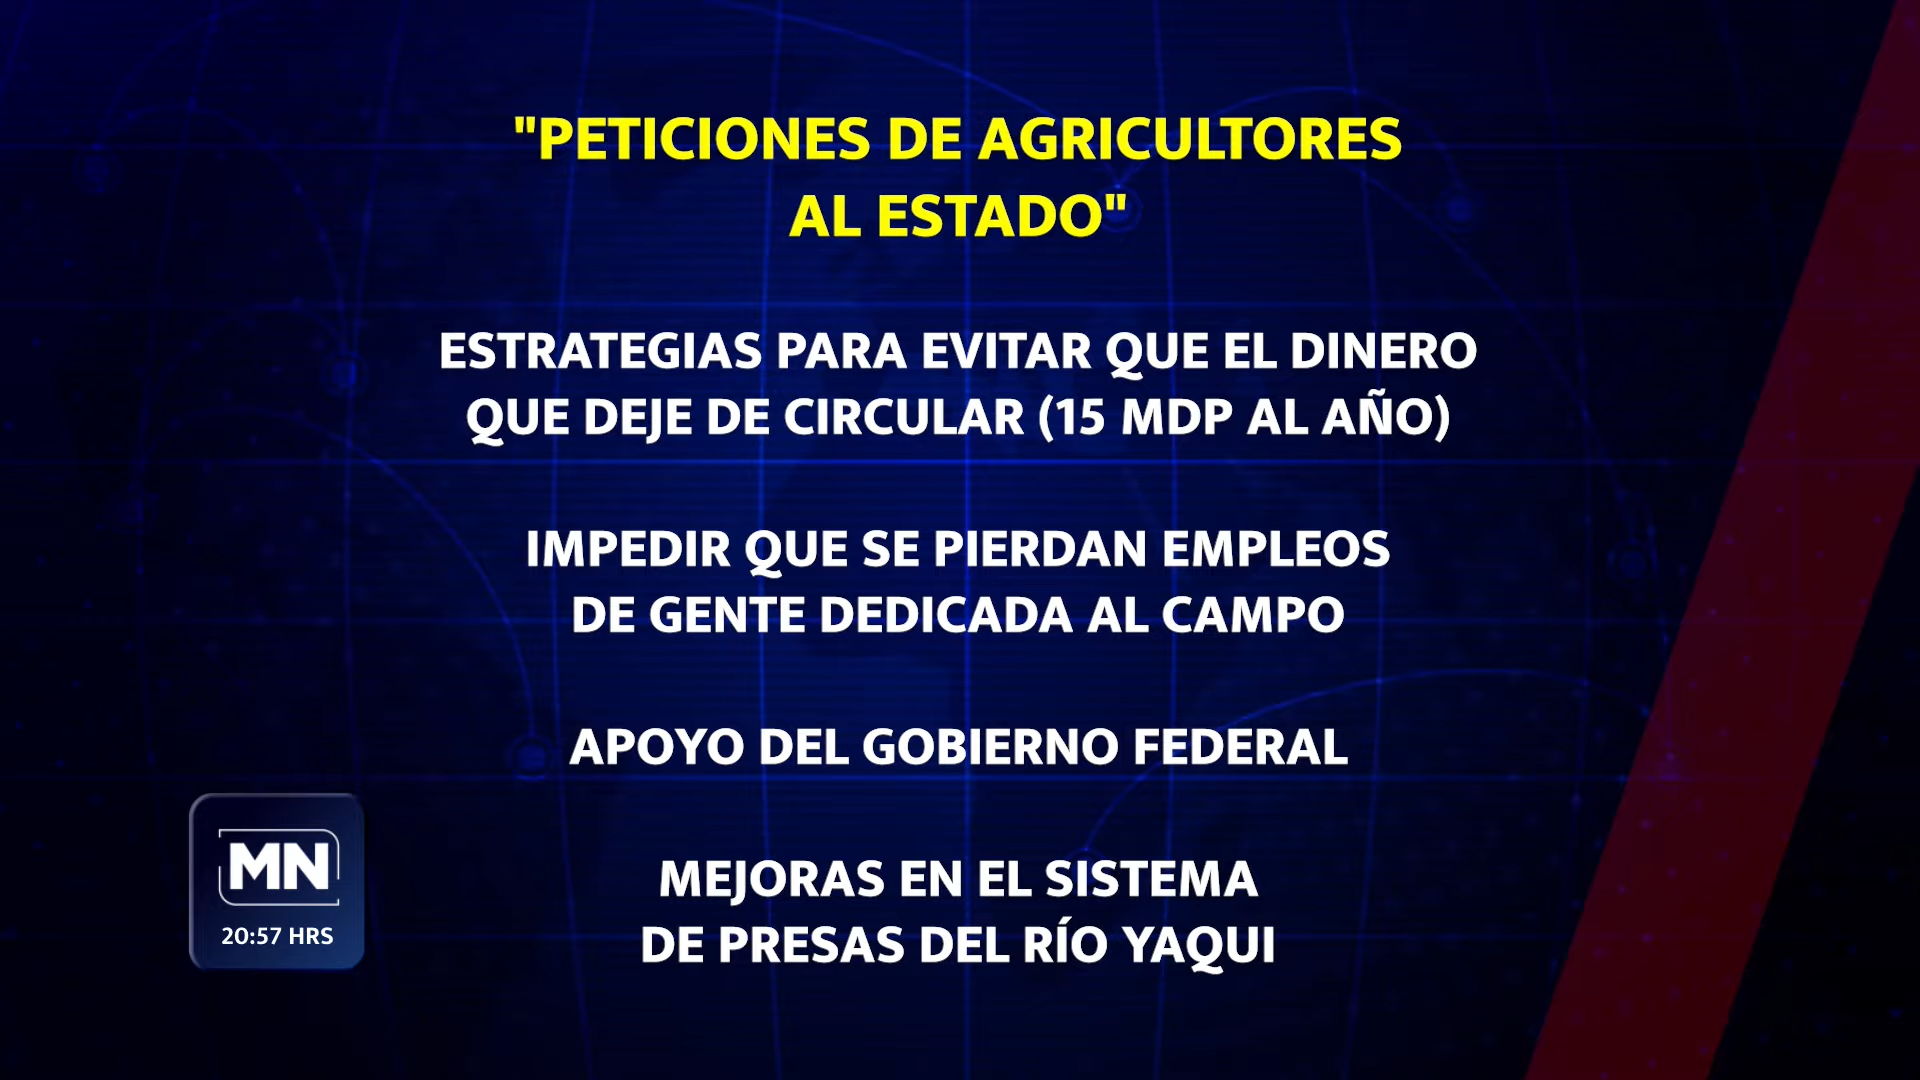 "PETICIONES DE AGRICULTORES
AL ESTADO"
ESTRATEGIAS PARA EVITAR QUE EL DINERO
QUE DEJE DE CIRCULAR (15 MDP AL AÑO)
IMPEDIR QUE SE PIERDAN EMPLEOS
DE GENTE DEDICADA AL CAMPO
APOYO DEL GOBIERNO FEDERAL
MEJORAS EN EL SISTEMA
DE PRESAS DEL RÍO YAQUI
MN
20:57 HRS